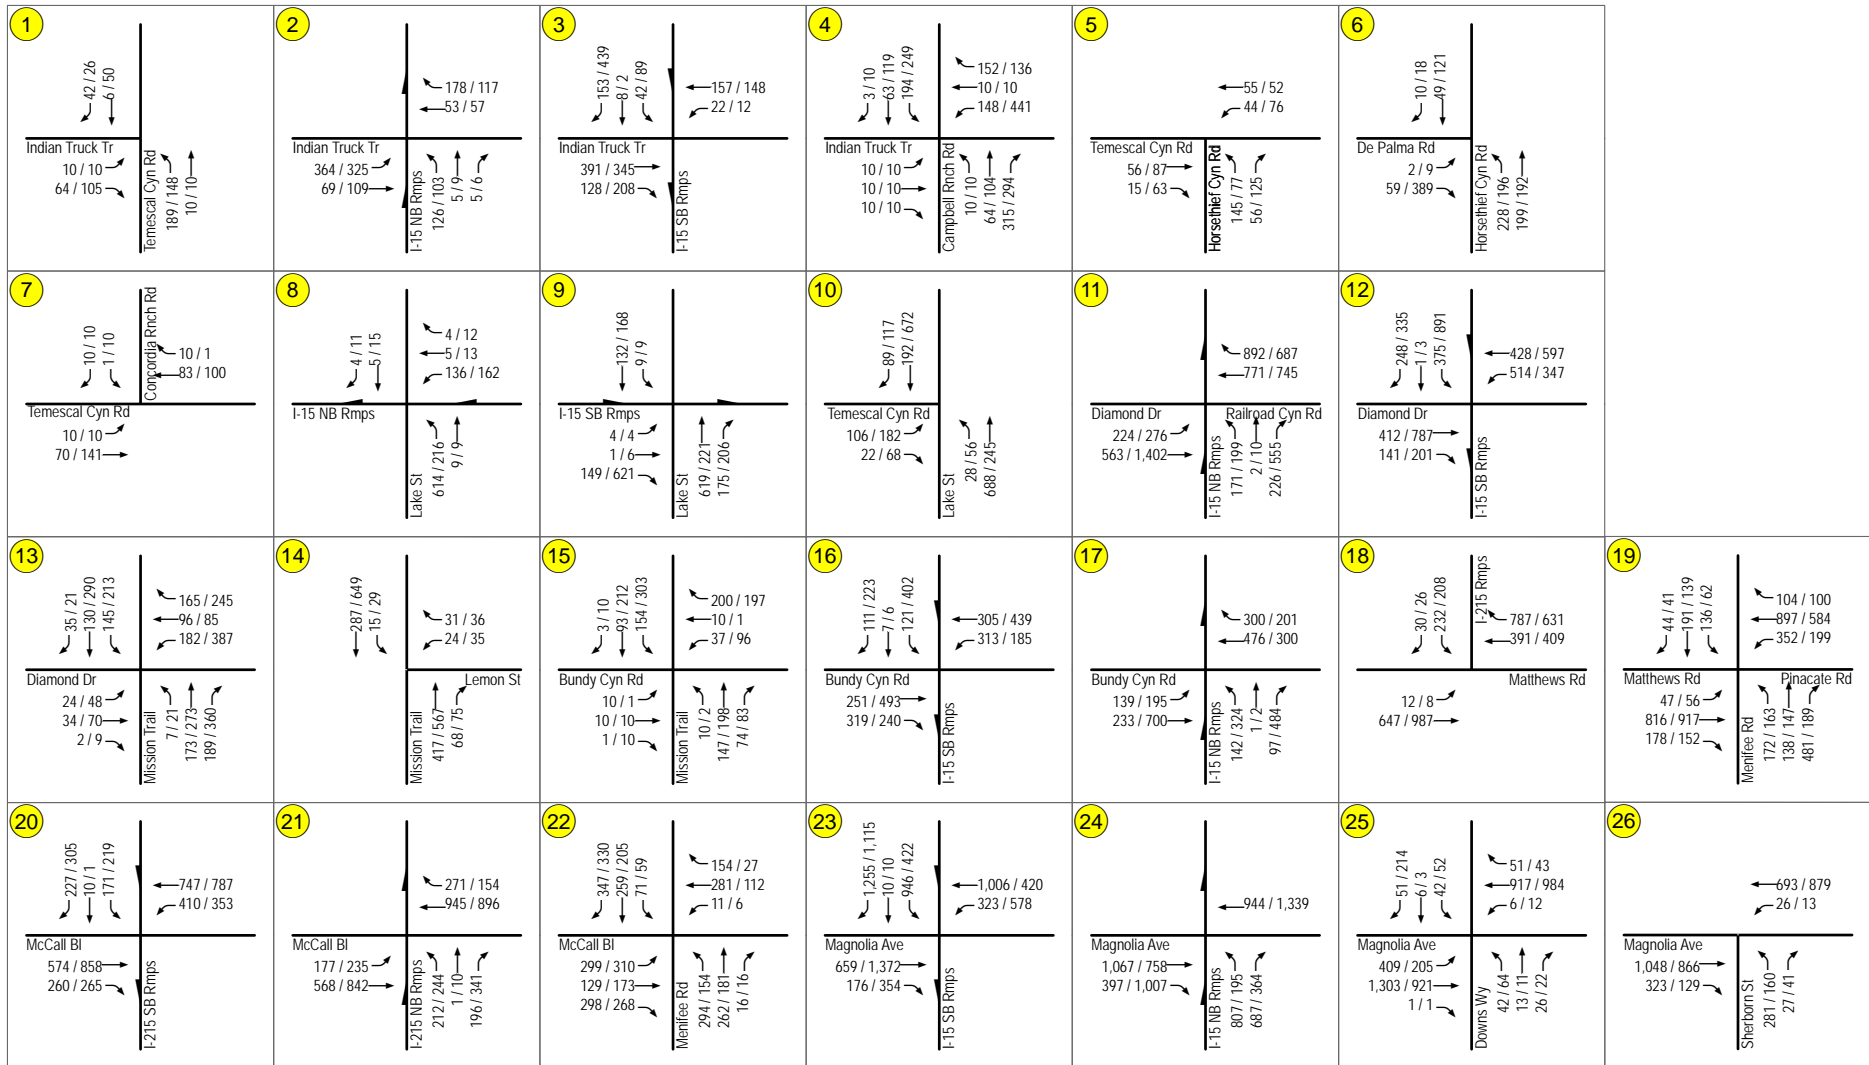 1
42 / 26
6 / 50
Indian Truck Tr
10 / 10
64 / 105
Temescal Cyn Rd
189 / 148
10 / 10
2
178 / 117
53 / 57
Indian Truck Tr
364 / 325
69 / 109
I-15 NB Rmps
126 / 103
5 / 9
5 / 6
3
153 / 439
8 / 2
42 / 89
157 / 148
22 / 12
Indian Truck Tr
391 / 345
128 / 208
I-15 SB Rmps
4
3 / 10
63 / 119
194 / 249
152 / 136
10 / 10
148 / 441
Indian Truck Tr
10 / 10
10 / 10
10 / 10
Campbell Rnch Rd
10 / 10
64 / 104
315 / 294
5
55 / 52
44 / 76
Temescal Cyn Rd
56 / 87
15 / 63
Horsethief Cyn Rd
145 / 77
56 / 125
6
10 / 18
49 / 121
De Palma Rd
2 / 9
59 / 389
Horsethief Cyn Rd
228 / 196
199 / 192
7
10 / 10
1 / 10
Concordia Rnch Rd
10 / 1
83 / 100
Temescal Cyn Rd
10 / 10
70 / 141
8
4 / 11
5 / 15
4 / 12
5 / 13
136 / 162
I-15 NB Rmps
Lake St
614 / 216
9 / 9
9
132 / 168
9 / 9
I-15 SB Rmps
4 / 4
1 / 6
149 / 621
Lake St
619 / 221
175 / 206
10
89 / 117
192 / 672
Temescal Cyn Rd
106 / 182
22 / 68
Lake St
28 / 56
688 / 245
11
892 / 687
771 / 745
Diamond Dr
Railroad Cyn Rd
224 / 276
563 / 1,402
I-15 NB Rmps
171 / 199
2 / 10
226 / 555
12
248 / 335
1 / 3
375 / 891
428 / 597
514 / 347
Diamond Dr
412 / 787
141 / 201
I-15 SB Rmps
13
35 / 21
130 / 290
145 / 213
165 / 245
96 / 85
182 / 387
Diamond Dr
24 / 48
34 / 70
2 / 9
Mission Trail
7 / 21
173 / 273
189 / 360
14
287 / 649
15 / 29
31 / 36
24 / 35
Lemon St
Mission Trail
417 / 567
68 / 75
15
3 / 10
93 / 212
154 / 303
200 / 197
10 / 1
37 / 96
Bundy Cyn Rd
10 / 1
10 / 10
1 / 10
Mission Trail
10 / 2
147 / 198
74 / 83
16
111 / 223
7 / 6
121 / 402
305 / 439
313 / 185
Bundy Cyn Rd
251 / 493
319 / 240
I-15 SB Rmps
17
300 / 201
476 / 300
Bundy Cyn Rd
139 / 195
233 / 700
I-15 NB Rmps
142 / 324
1 / 2
97 / 484
18
30 / 26
232 / 208
I-215 Rmps
787 / 631
391 / 409
Matthews Rd
12 / 8
647 / 987
19
44 / 41
191 / 139
136 / 62
104 / 100
897 / 584
352 / 199
Matthews Rd
Pinacate Rd
47 / 56
816 / 917
178 / 152
Menifee Rd
172 / 163
138 / 147
481 / 189
20
227 / 305
10 / 1
171 / 219
747 / 787
410 / 353
McCall Bl
574 / 858
260 / 265
I-215 SB Rmps
21
271 / 154
945 / 896
McCall Bl
177 / 235
568 / 842
I-215 NB Rmps
212 / 244
1 / 10
196 / 341
22
347 / 330
259 / 205
71 / 59
154 / 27
281 / 112
11 / 6
McCall Bl
299 / 310
129 / 173
298 / 268
Menifee Rd
294 / 154
262 / 181
16 / 16
23
1,255 / 1,115
10 / 10
946 / 422
1,006 / 420
323 / 578
Magnolia Ave
659 / 1,372
176 / 354
I-15 SB Rmps
24
944 / 1,339
Magnolia Ave
1,067 / 758
397 / 1,007
I-15 NB Rmps
807 / 195
687 / 364
25
51 / 214
6 / 3
42 / 52
51 / 43
917 / 984
6 / 12
Magnolia Ave
409 / 205
1,303 / 921
1 / 1
Downs Wy
42 / 64
13 / 11
26 / 22
26
693 / 879
26 / 13
Magnolia Ave
1,048 / 866
323 / 129
Sherborn St
281 / 160
27 / 41